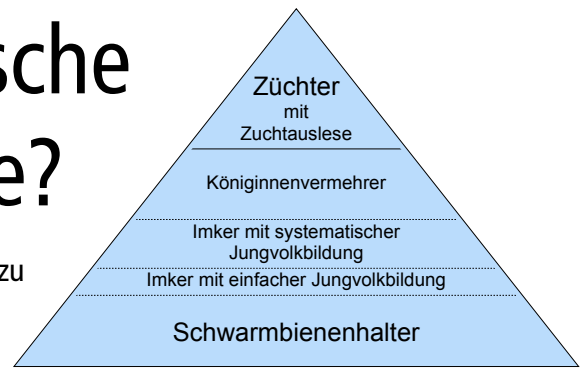 sche
e?
zu
Züchter
mit
Zuchtauslese
Königinnenvermehrer
Imker mit systematischer
Jungvolkbildung
Imker mit einfacher Jungvolkbildung
Schwarmbienenhalter